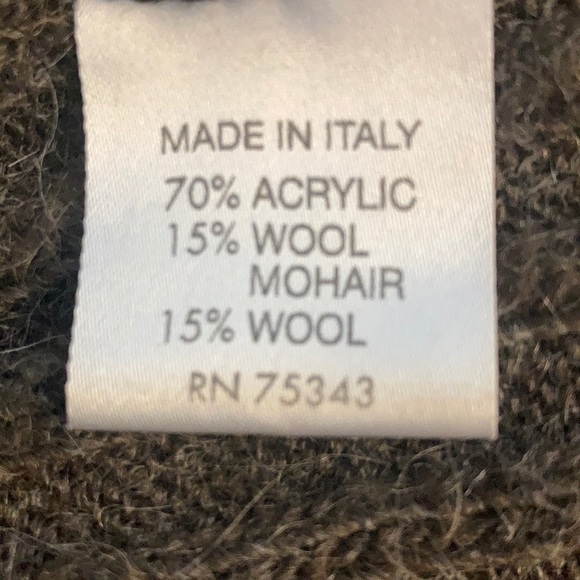 MADE IN ITALY
70% ACRYLIC
15% WOOL
MOHAIR
15% WOOL
RN 75343